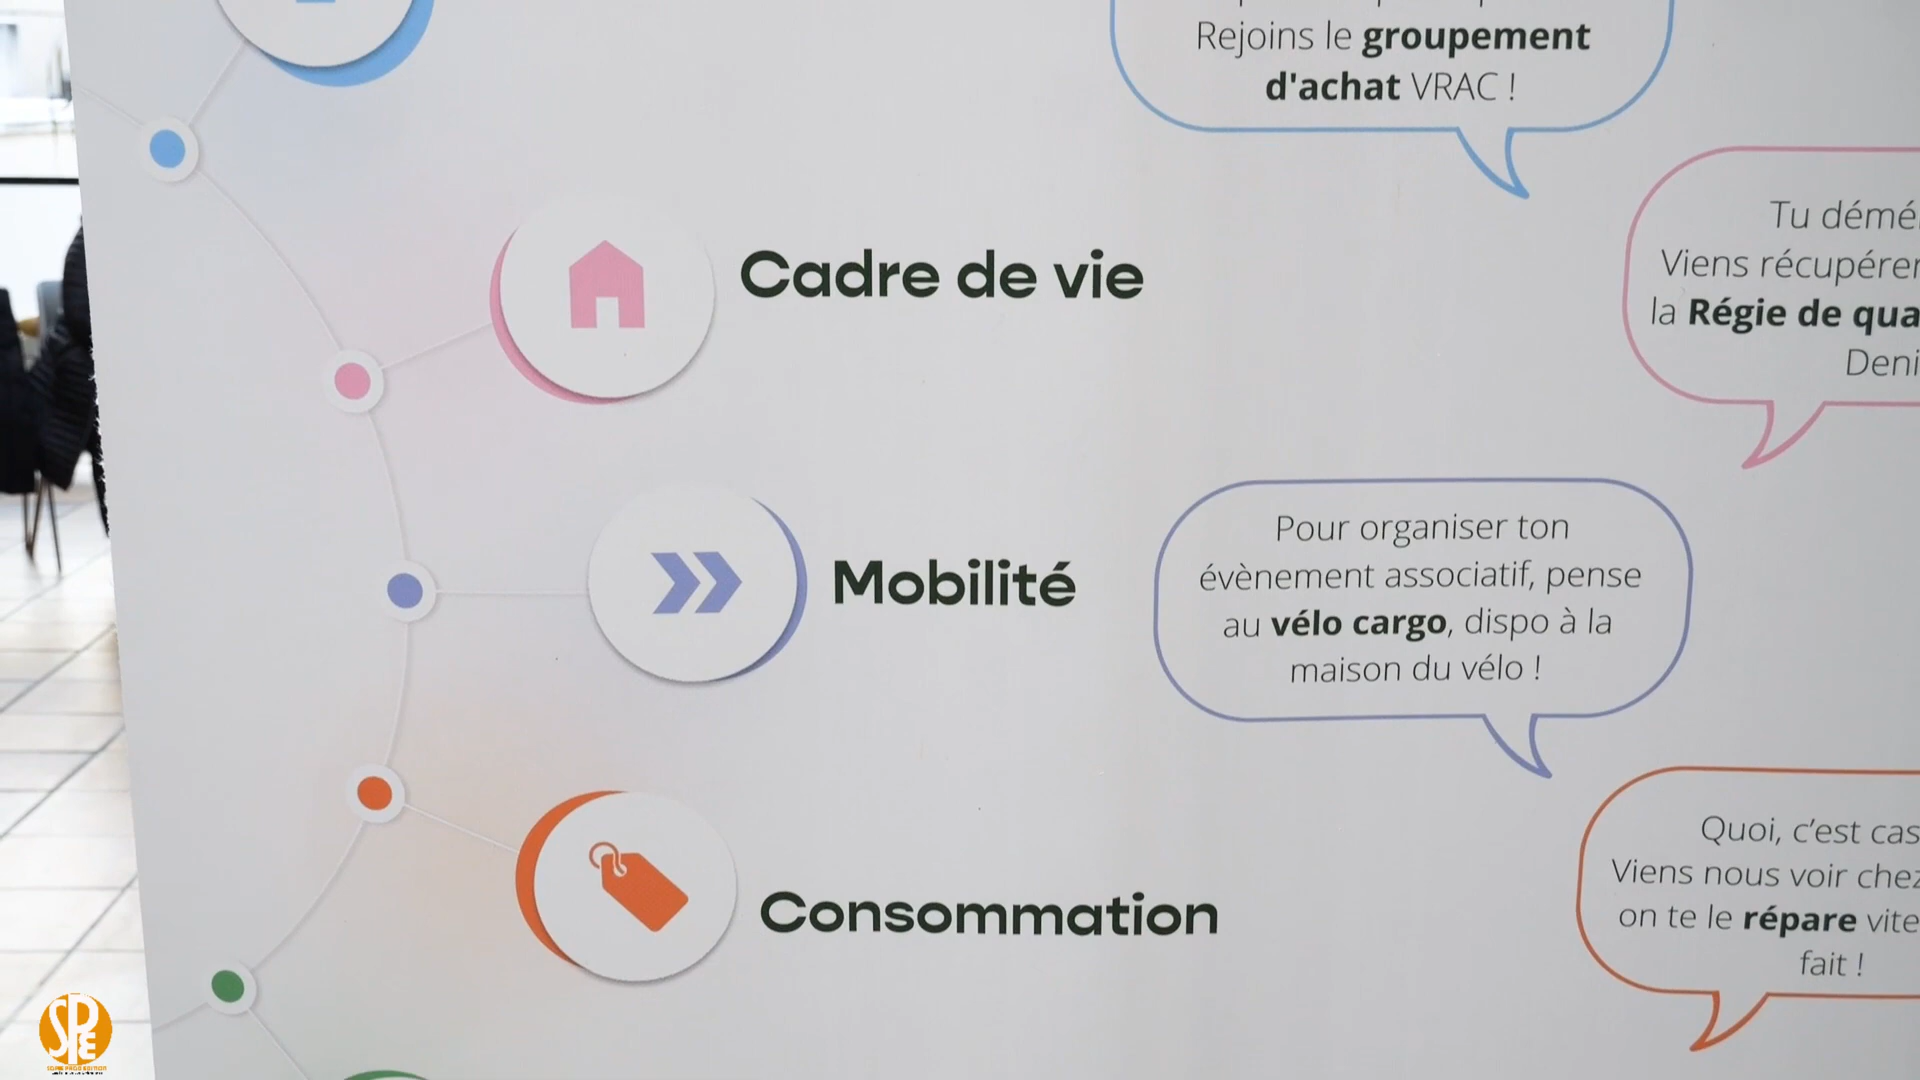 Rejoins le groupement
d'achat VRAC !
Cadre de vie
Tu démé
Viens récupérer
la Régie de qua
Deni
Mobilité
Pour organiser ton
évènement associatif, pense
au vélo cargo, dispo à la
maison du vélo !
Consommation
Quoi, c’est cas
Viens nous voir chez
on te le répare vite
fait !
SPE